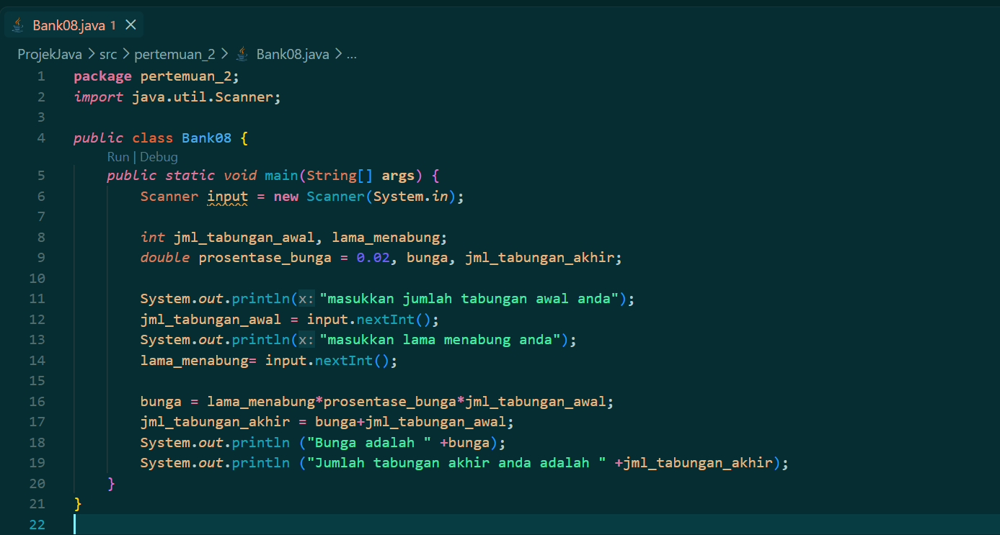 Bank08.java 1
ProjekJava > src > pertemuan_2 > Bank08.java > ...
1 package pertemuan_2;
2 import java.util.Scanner;
3
4 public class Bank08 {
Run | Debug
5 public static void main(String[] args) {
6 Scanner input = new Scanner(System.in);
7
8 int jml_tabungan_awal, lama_menabung;
9 double prosentase_bunga = 0.02, bunga, jml_tabungan_akhir;
10
11 System.out.println(x: "masukkan jumlah tabungan awal anda");
12 jml_tabungan_awal = input.nextInt();
13 System.out.println(x: "masukkan lama menabung anda");
14 lama_menabung= input.nextInt();
15
16 bunga = lama_menabung*prosentase_bunga*jml_tabungan_awal;
17 jml_tabungan_akhir = bunga+jml_tabungan_awal;
18 System.out.println ("Bunga adalah " +bunga);
19 System.out.println ("Jumlah tabungan akhir anda adalah " +jml_tabungan_akhir);
20 }
21 }
22